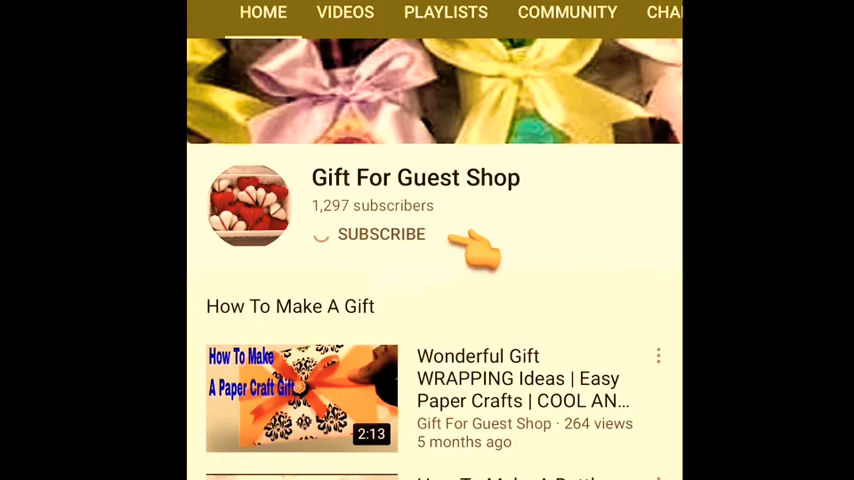 HOME VIDEOS PLAYLISTS COMMUNITY
Gift For Guest Shop
1,297 subscribers
SUBSCRIBE
How To Make A Gift
How To Make
A Paper Craft Gift
2:13
Wonderful Gift
WRAPPING Ideas | Easy
Paper Crafts | COOL AN...
Gift For Guest Shop · 264 views
5 months ago